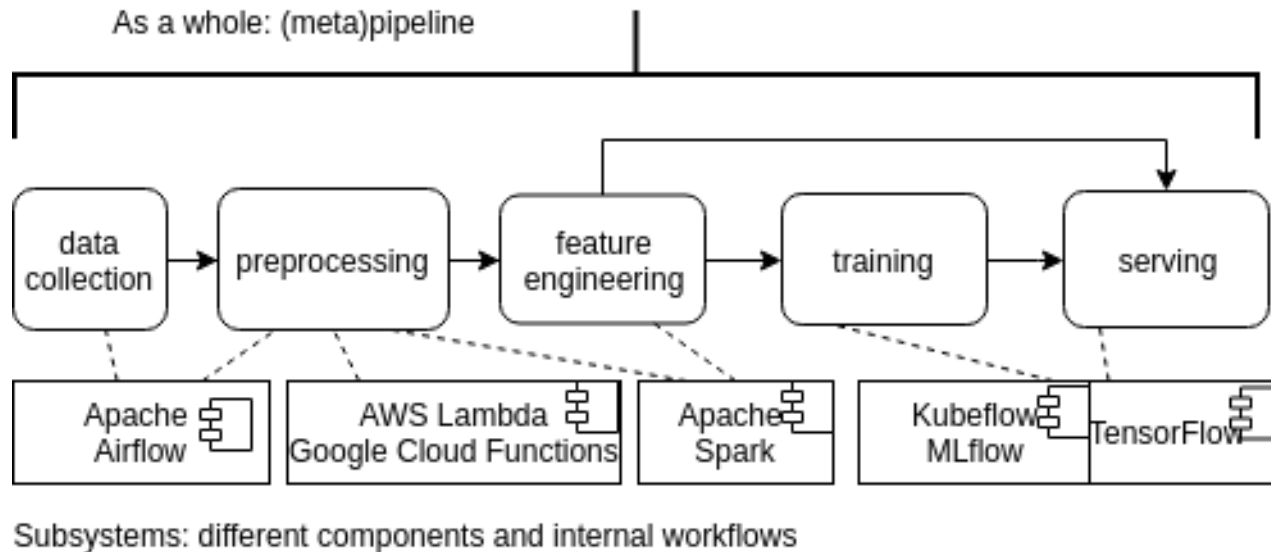 As a whole: (meta)pipeline
data
collection
preprocessing
feature
engineering
training
serving
Apache
Airflow
AWS Lambda
Google Cloud Functions
Apache
Spark
Kubeflow
MLflow
TensorFlow
Subsystems: different components and internal workflows